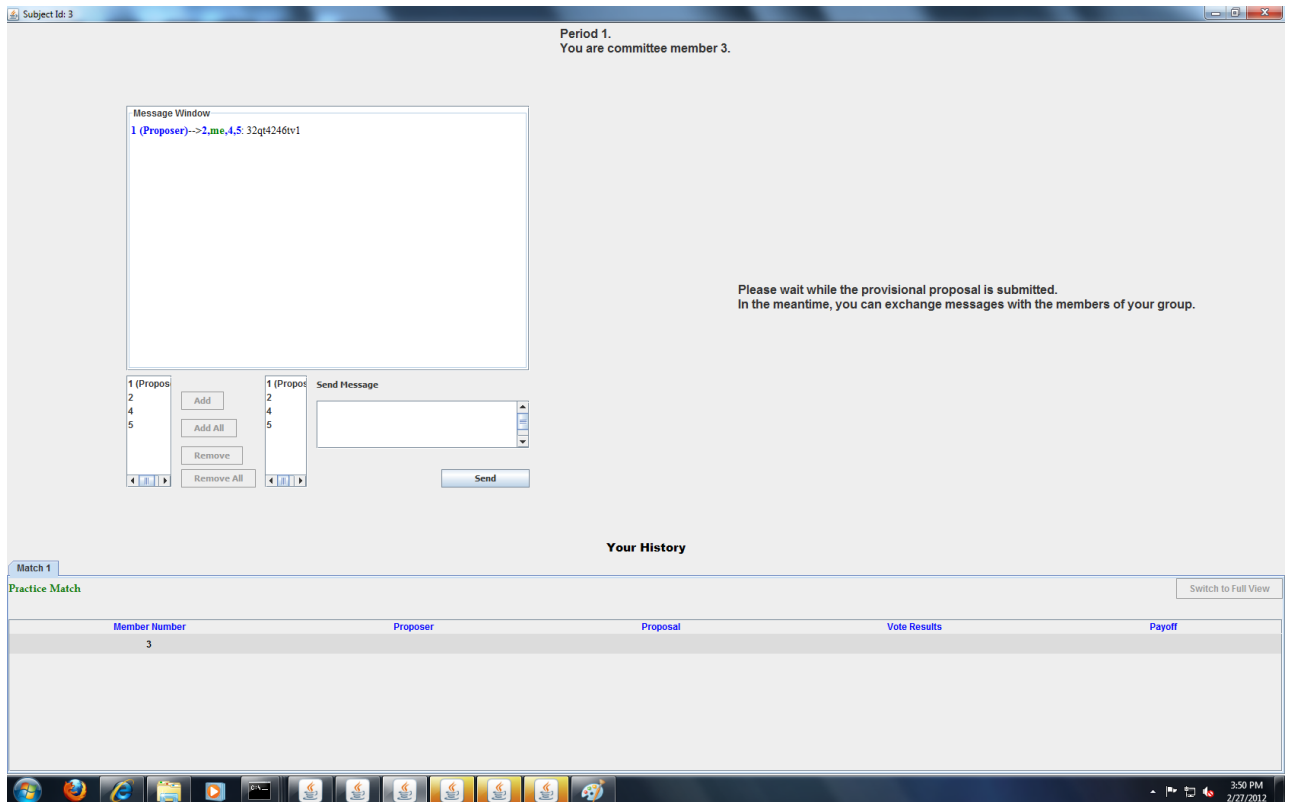 Subject Id: 3
Period 1.
You are committee member 3.
Message Window
1 (Proposer)-->2,me,4,5: 32qt4246tv1
Please wait while the provisional proposal is submitted.
In the meantime, you can exchange messages with the members of your group.
1 (Propos
2
4
5
Add
Add All
Remove
Remove All
1 (Propos
2
4
5
Send Message
Send
Your History
Match 1
Practice Match
Switch to Full View
Member Number Proposer Proposal Vote Results Payoff
3
3:50 PM
2/27/2012